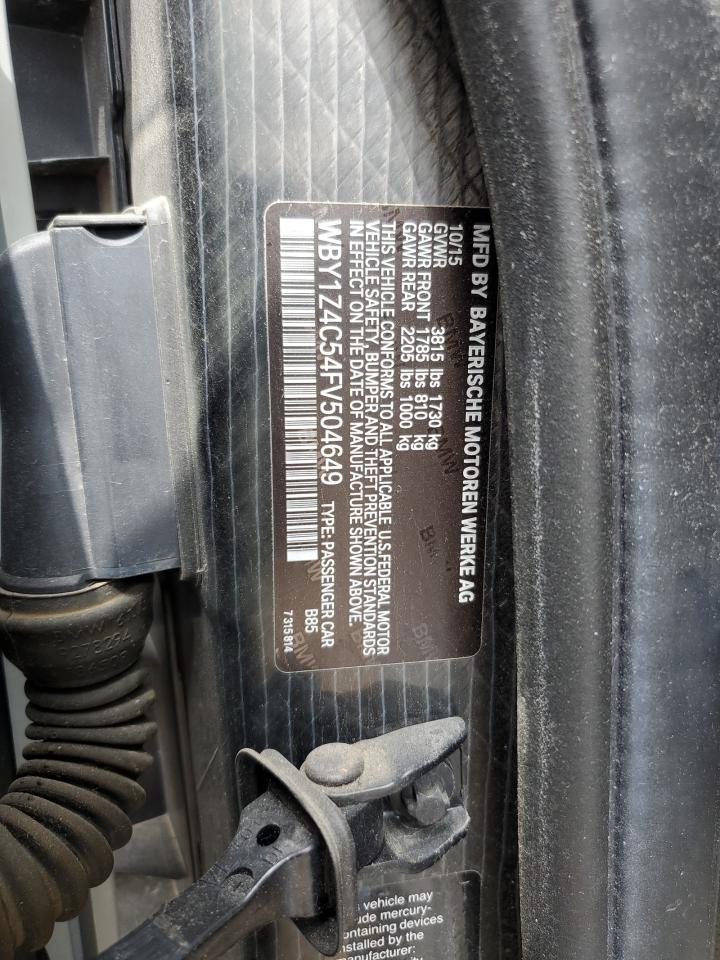 MFD BY BAYERISCHE MOTOREN WERKE AG
10/15
GVWR 3815 lbs 1730 kg
GAWR FRONT 1785 lbs 810 kg
GAWR REAR 2205 lbs 1000 kg
THIS VEHICLE CONFORMS TO ALL APPLICABLE U.S.FEDERAL MOTOR
VEHICLE SAFETY, BUMPER AND THEFT PREVENTION STANDARDS
IN EFFECT ON THE DATE OF MANUFACTURE SHOWN ABOVE.
WBY1Z4C54FV504649 TYPE: PASSENGER CAR
B85
7315814
vehicle may
mercury-
containing devices
installed by the
manufacturer: